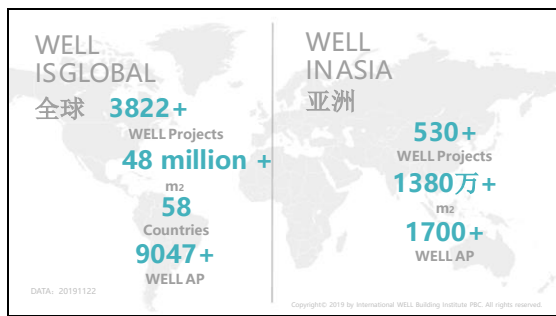 WELL
ISGLOBAL
全球 3822+
WELL Projects
48 million +
m2
58
Countries
9047+
WELL AP
DATA：20191122
WELL
IN ASIA
亚洲
530+
WELL Projects
1380万+
m2
1700+
WELL AP
Copyright© 2019 by International WELL Building Institute PBC. All rights reserved.